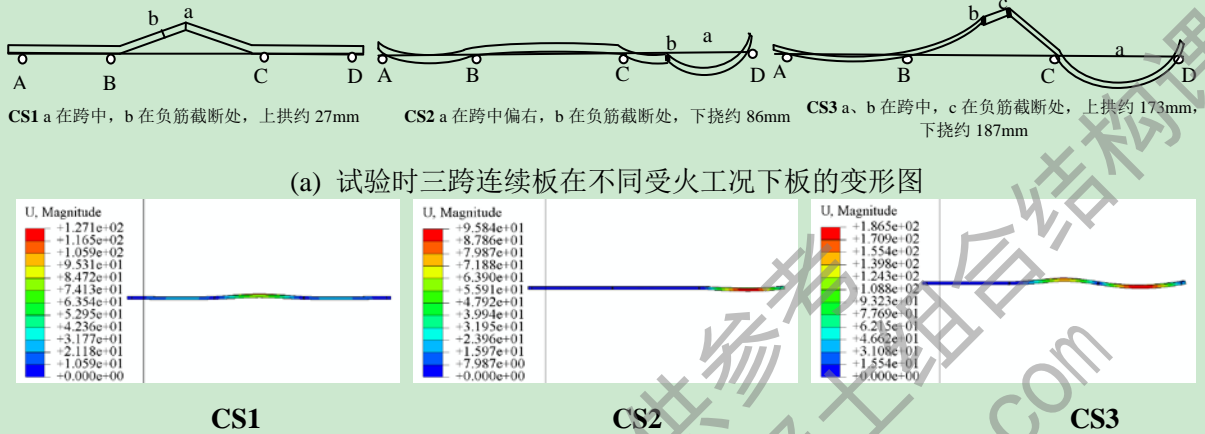 a
b
A
B
C
D
CS1 a 在跨中，b 在负筋截断处，上拱约 27mm
a
b
A
B
C
D
CS2 a 在跨中偏右，b 在负筋截断处，下挠约 86mm
b
c
a
A
B
C
D
CS3 a、b 在跨中，c 在负筋截断处，上拱约 173mm，
下挠约 187mm
(a) 试验时三跨连续板在不同受火工况下板的变形图
U, Magnitude
+1.271e+02
+1.165e+02
+1.059e+02
+9.531e+01
+8.472e+01
+7.413e+01
+6.354e+01
+5.295e+01
+4.236e+01
+3.177e+01
+2.118e+01
+1.059e+01
+0.000e+00
U, Magnitude
+9.584e+01
+8.786e+01
+7.987e+01
+7.188e+01
+6.390e+01
+5.591e+01
+4.792e+01
+3.994e+01
+3.195e+01
+2.396e+01
+1.597e+01
+7.987e+00
+0.000e+00
U, Magnitude
+1.865e+02
+1.709e+02
+1.554e+02
+1.398e+02
+1.243e+02
+1.088e+02
+9.323e+01
+7.769e+01
+6.215e+01
+4.662e+01
+3.108e+01
+1.554e+01
+0.000e+00
CS1
CS2
CS3
供参考
土组合结构课
com